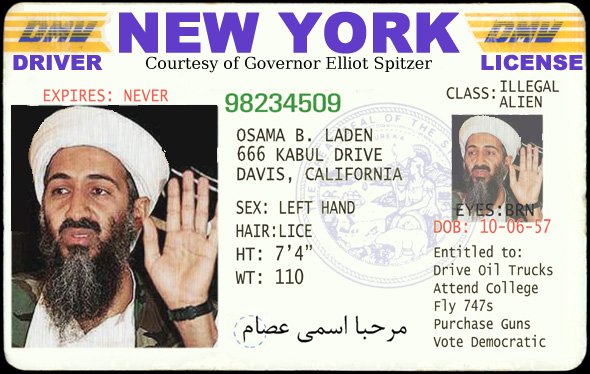 DMV NEW YORK DMV
DRIVER Courtesy of Governor Elliot Spitzer LICENSE
EXPIRES: NEVER
98234509
CLASS: ILLEGAL ALIEN
OSAMA B. LADEN
666 KABUL DRIVE
DAVIS, CALIFORNIA
SEX: LEFT HAND
HAIR:LICE
HT: 7'4"
WT: 110
مرحبا اسمى عصام
EYES:BRN
DOB: 10-06-57
Entitled to:
Drive Oil Trucks
Attend College
Fly 747s
Purchase Guns
Vote Democratic